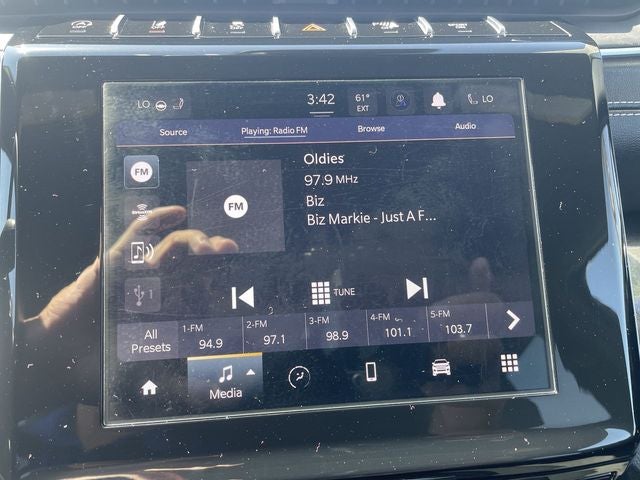 LO 3:42 61° EXT LO
Source Playing: Radio FM Browse Audio
FM
FM
Oldies
97.9 MHz
Biz
Biz Markie - Just A F...
1
TUNE
All Presets
1-FM 2-FM 3-FM 4-FM 5-FM
94.9 97.1 98.9 101.1 103.7
Media